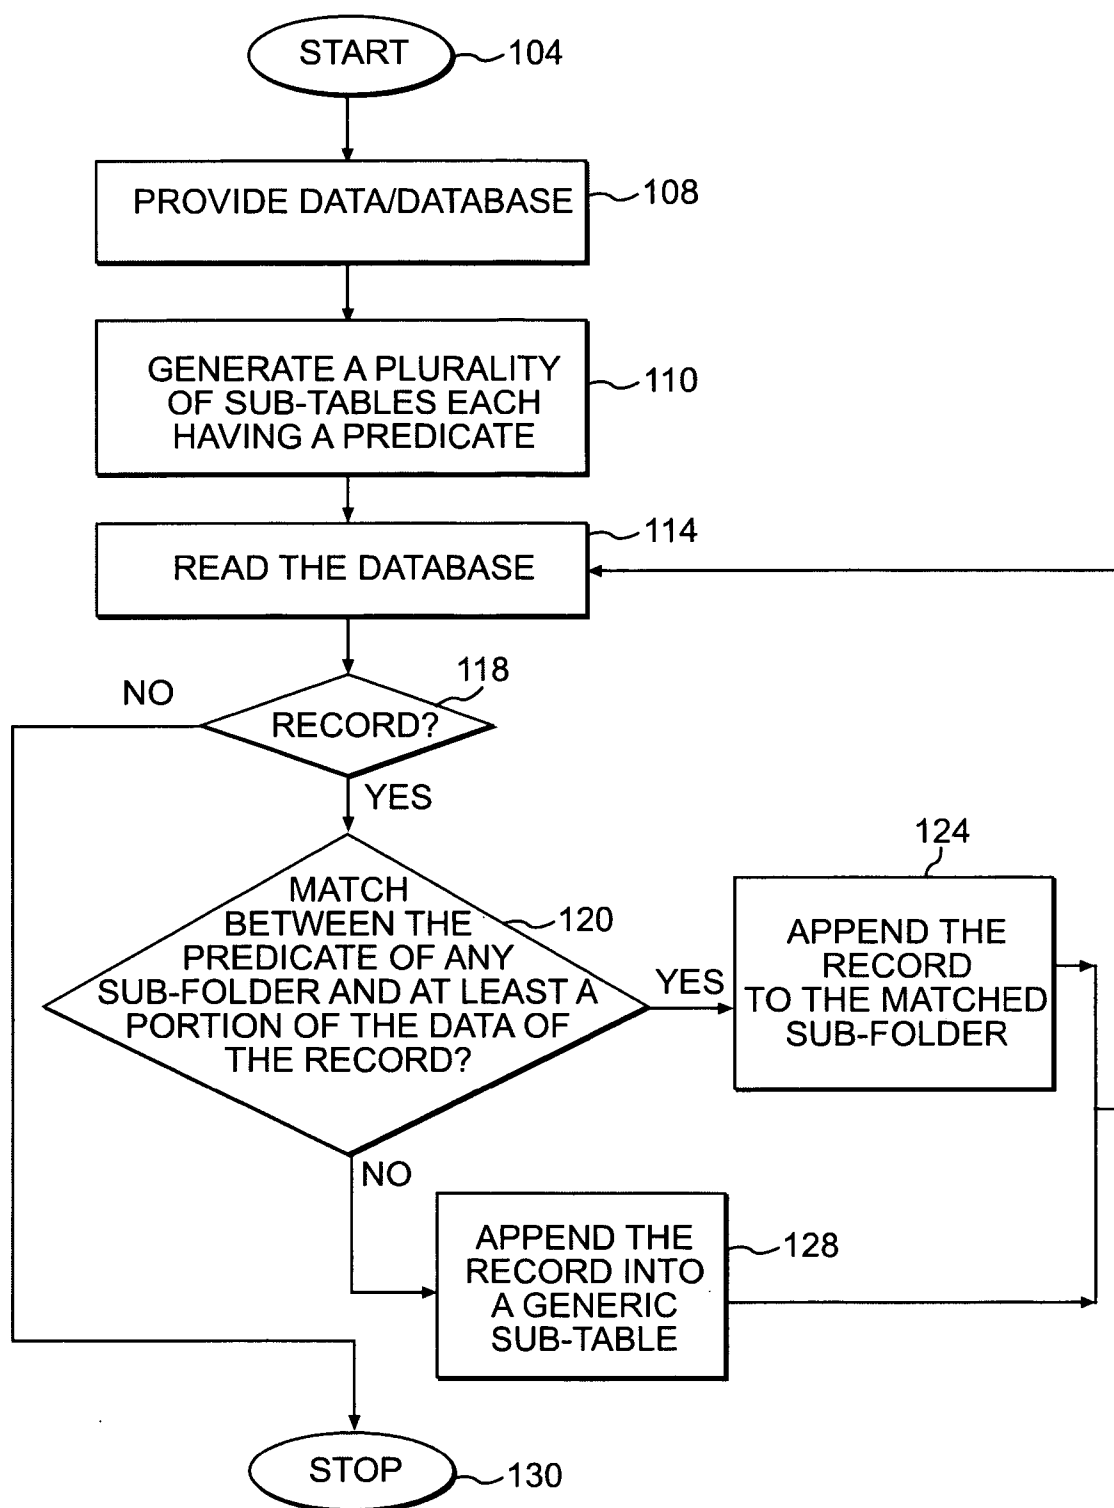 START
104
PROVIDE DATA/DATABASE
108
GENERATE A PLURALITY
OF SUB-TABLES EACH
HAVING A PREDICATE
110
READ THE DATABASE
114
RECORD?
118
NO
YES
MATCH
BETWEEN THE
PREDICATE OF ANY
SUB-FOLDER AND AT LEAST A
PORTION OF THE DATA OF
THE RECORD?
120
YES
APPEND THE
RECORD
TO THE MATCHED
SUB-FOLDER
124
NO
APPEND THE
RECORD INTO
A GENERIC
SUB-TABLE
128
STOP
130